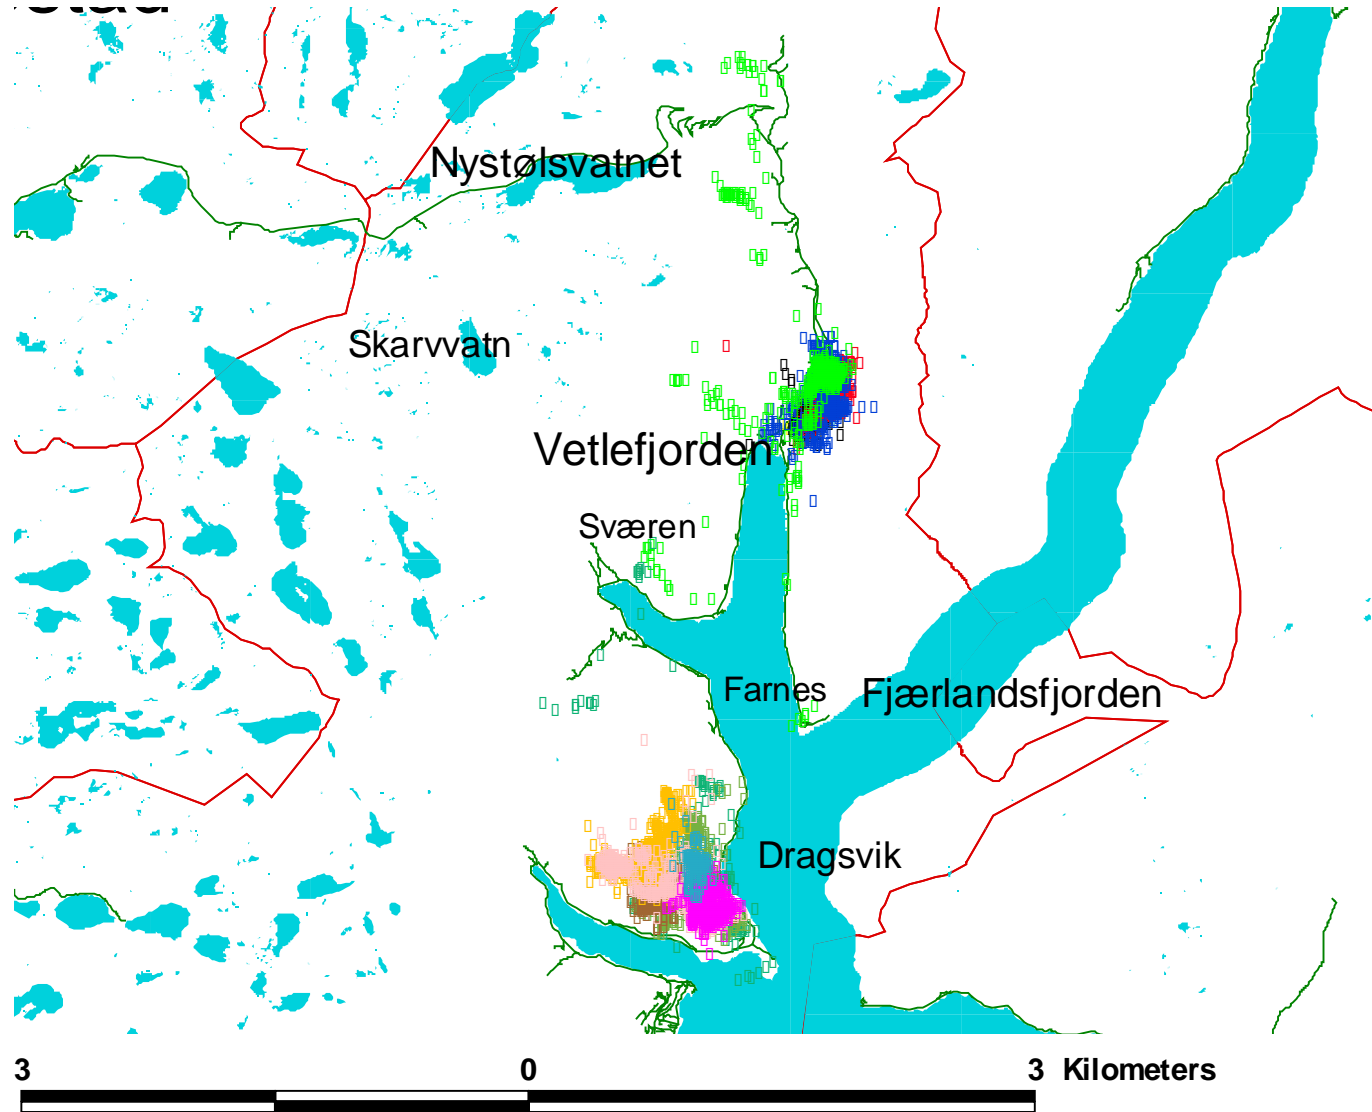 Nystølsvatnet
Skarvvatn
Vetlefjorden
Sværen
Farnes
Fjærlandsfjorden
Dragsvik
3 0 3 Kilometers